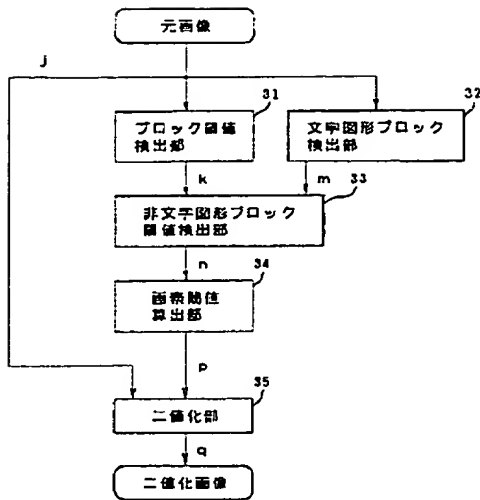 元画像
j
31
32
ブロック閾値
検出部
文字図形ブロック
検出部
k
m
33
非文字図形ブロック
閾値検出部
n
34
画素閾値
算出部
p
35
二値化部
q
二値化画像